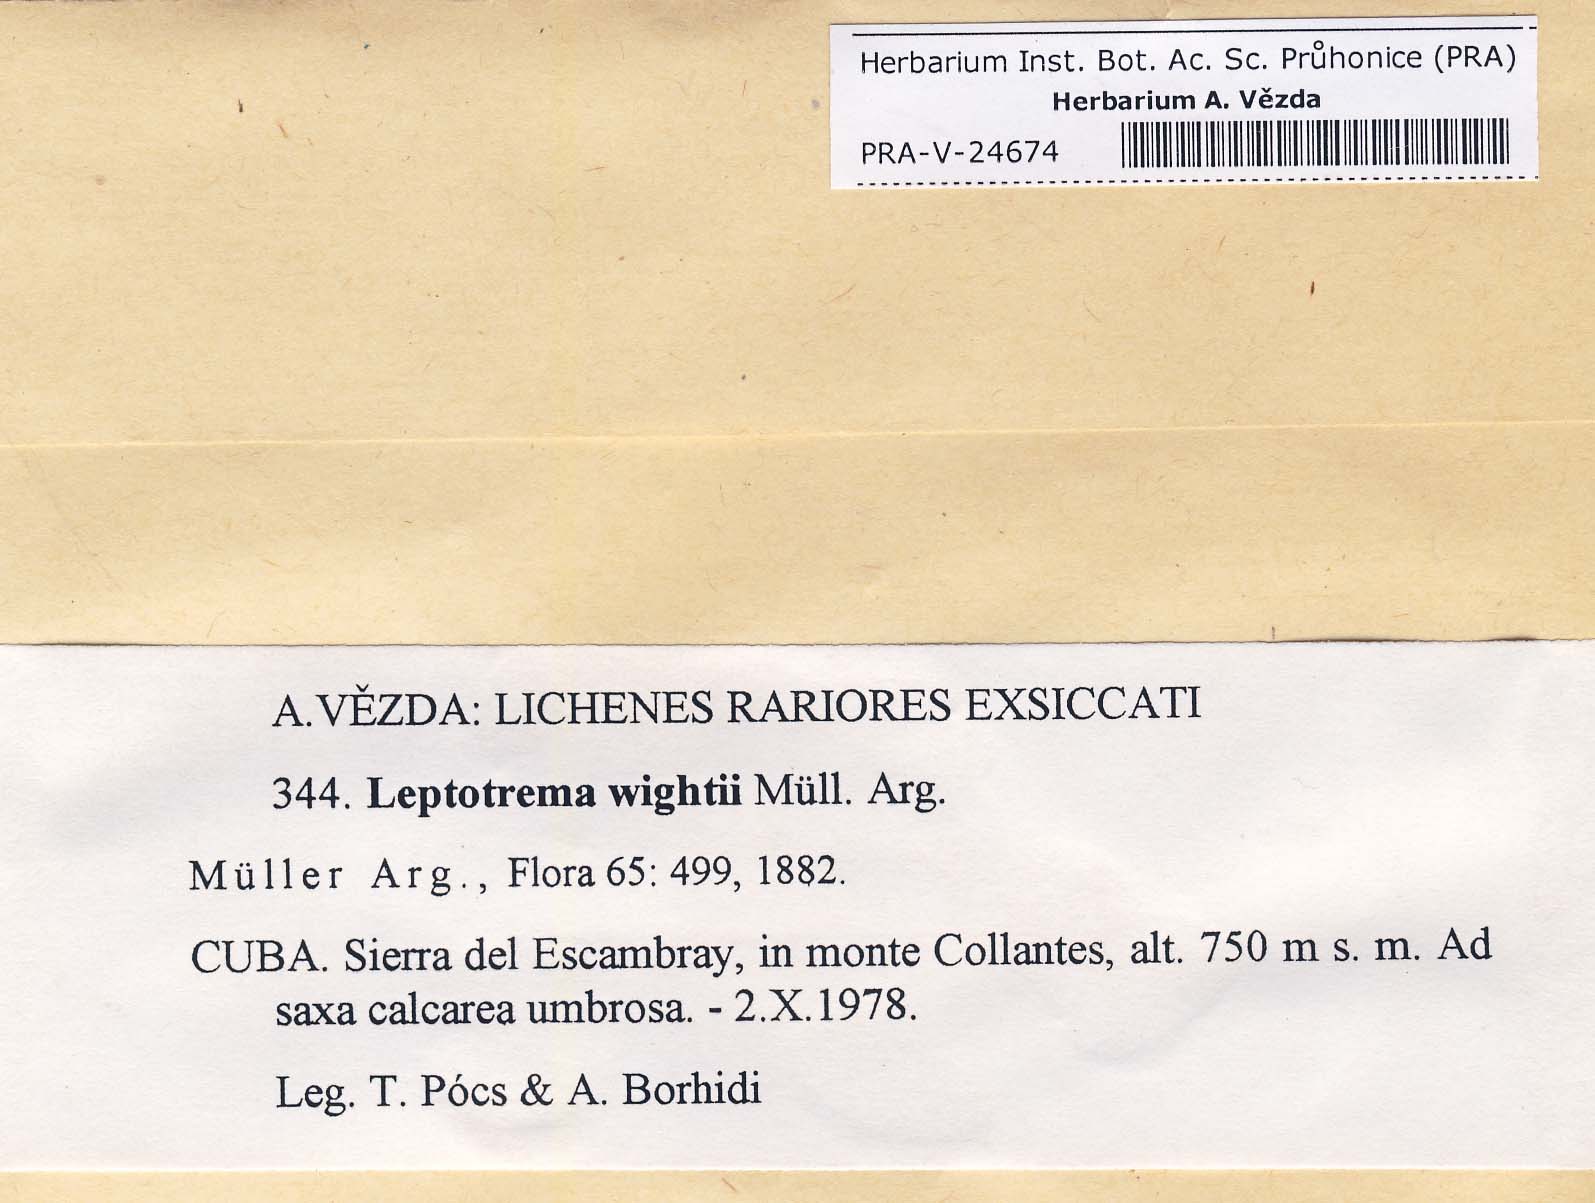 Herbarium Inst. Bot. Ac. Sc. Průhonice (PRA)
Herbarium A. Vězda
PRA-V-24674
A. VĚZDA: LICHENES RARIORES EXSICCATI
344. Leptotrema wightii Müll. Arg.
Müller Arg., Flora 65: 499, 1882.
CUBA. Sierra del Escambray, in monte Collantes, alt. 750 m s. m. Ad
saxa calcarea umbrosa. - 2.X.1978.
Leg. T. Pócs & A. Borhidi